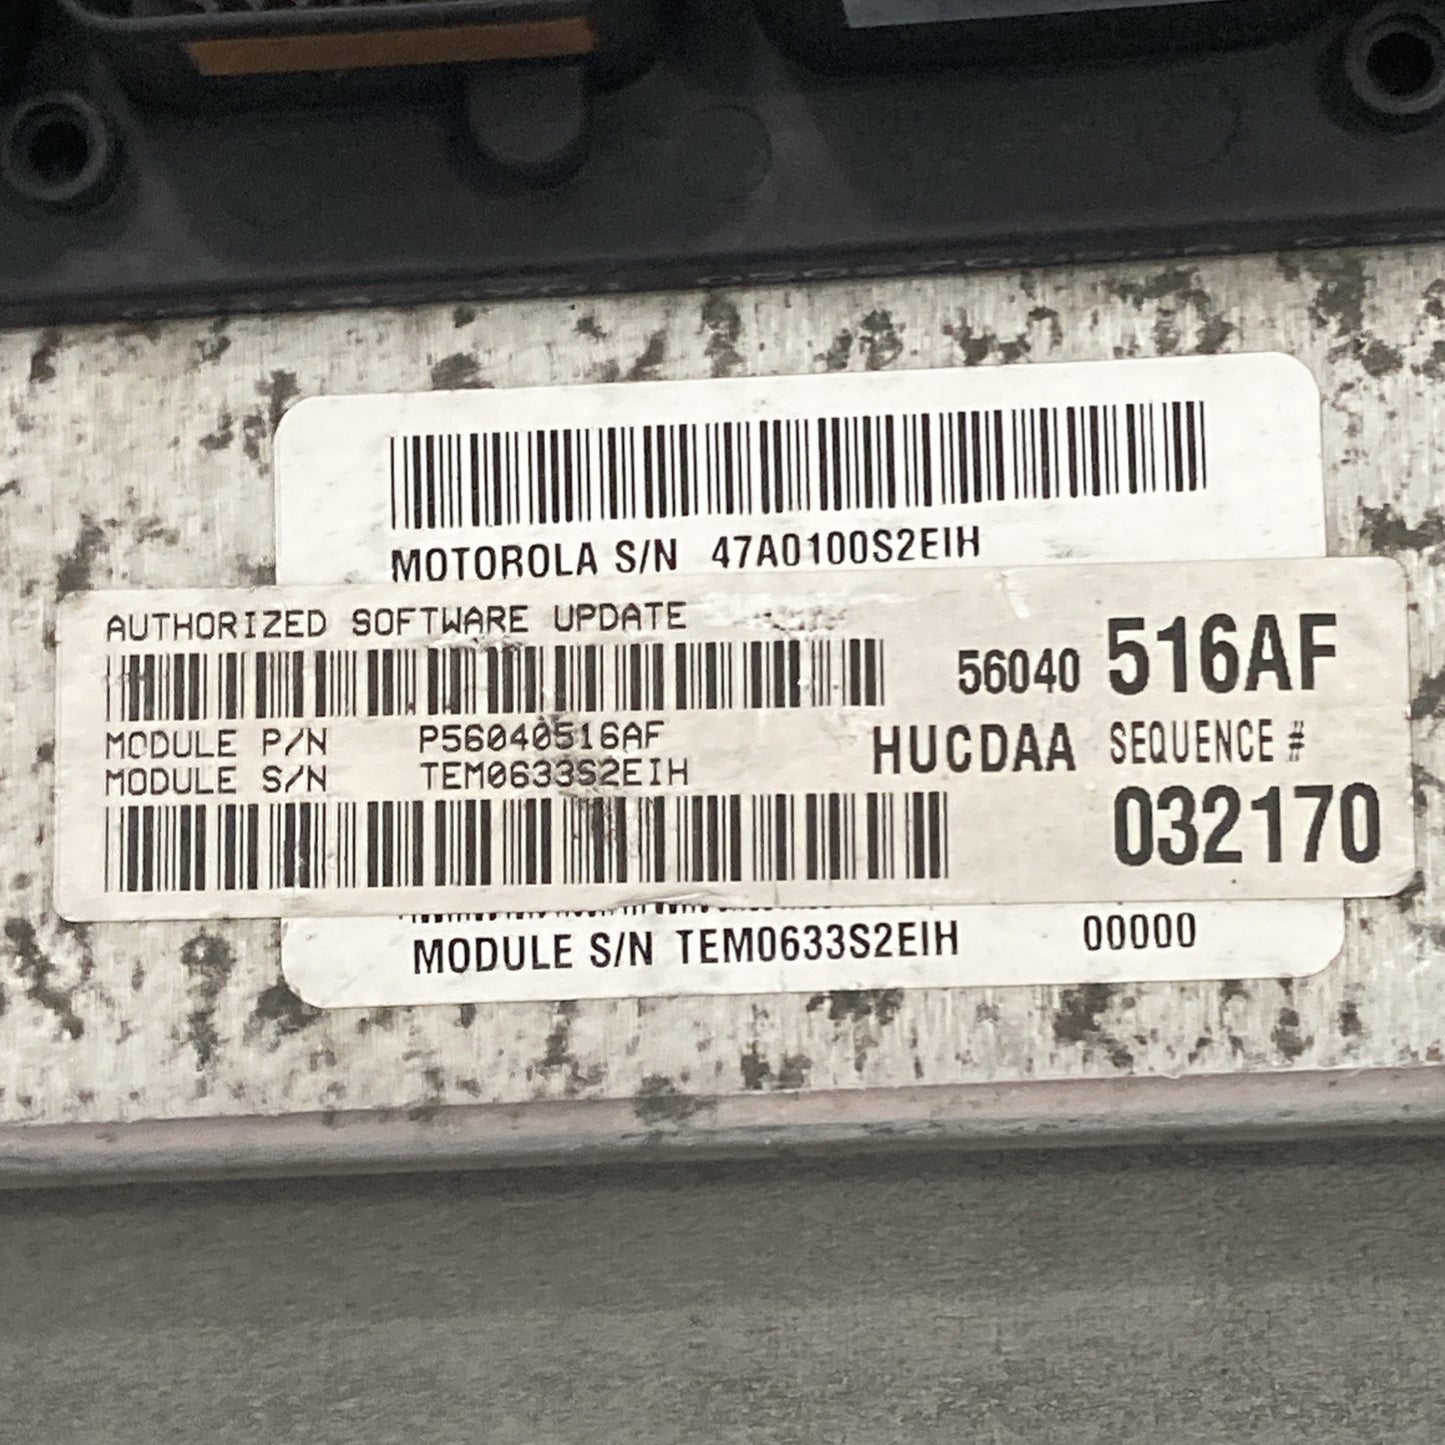 MOTOROLA S/N 47A0100S2EIH
AUTHORIZED SOFTWARE UPDATE
56040 516AF
MODULE P/N P56040516AF
MODULE S/N TEM0633S2EIH
HUCDAA SEQUENCE #
032170
MODULE S/N TEM0633S2EIH 00000